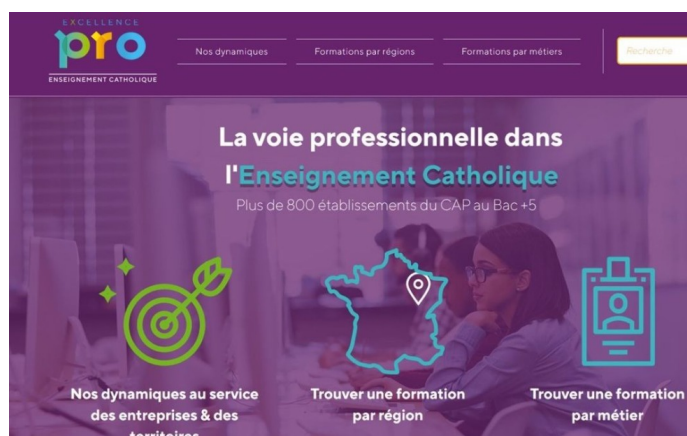 EXCELLENCE
pro
ENSEIGNEMENT CATHOLIQUE
Nos dynamiques
Formations par régions
Formations par métiers
Recherche
La voie professionnelle dans
l'Enseignement Catholique
Plus de 800 établissements du CAP au Bac +5
Nos dynamiques au service
des entreprises & des
territoires
Trouver une formation
par région
Trouver une formation
par métier